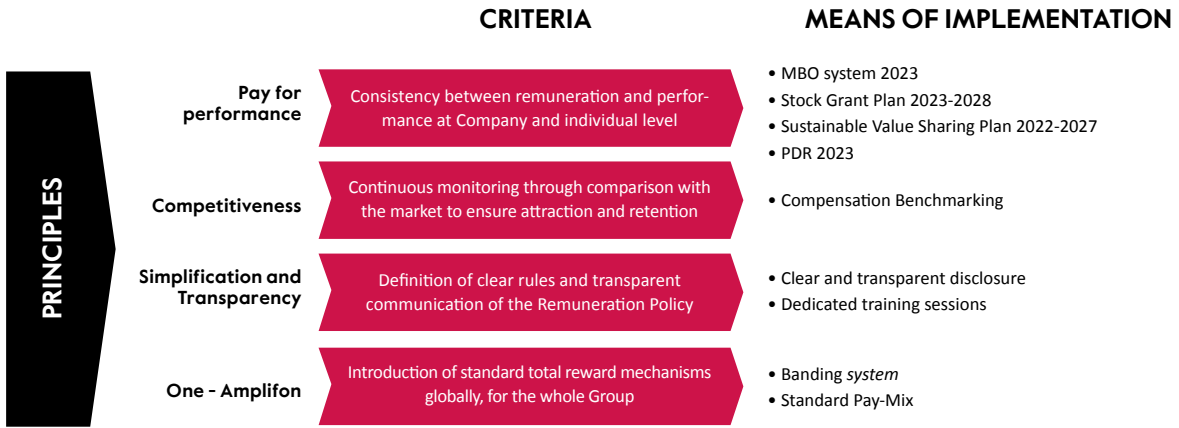 CRITERIA
MEANS OF IMPLEMENTATION
PRINCIPLES
Pay for
performance
Consistency between remuneration and perfor-
mance at Company and individual level
• MBO system 2023
• Stock Grant Plan 2023-2028
• Sustainable Value Sharing Plan 2022-2027
• PDR 2023
Competitiveness
Continuous monitoring through comparison with
the market to ensure attraction and retention
• Compensation Benchmarking
Simplification and
Transparency
Definition of clear rules and transparent
communication of the Remuneration Policy
• Clear and transparent disclosure
• Dedicated training sessions
One - Amplifon
Introduction of standard total reward mechanisms
globally, for the whole Group
• Banding system
• Standard Pay-Mix